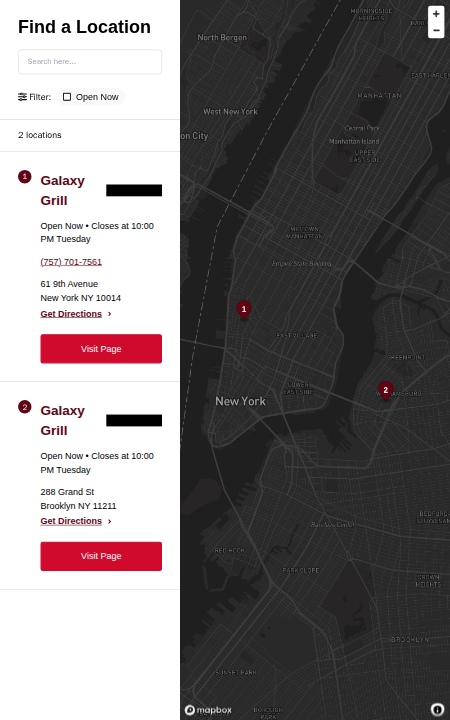 Find a Location
Search here...
Filter:
Open Now
2 locations
1
Galaxy
Grill
Open Now • Closes at 10:00
PM Tuesday
(757) 701-7561
61 9th Avenue
New York NY 10014
Get Directions ›
Visit Page
2
Galaxy
Grill
Open Now • Closes at 10:00
PM Tuesday
288 Grand St
Brooklyn NY 11211
Get Directions ›
Visit Page
MORNINGSIDE
HEIGHTS
North Bergen
EAST HARLEM
MANHATTAN
West New York
on City
Central Park
Manhattan Island
UPPER
EAST SIDE
MIDTOWN
MANHATTAN
Empire State Building
1
EAST VILLAGE
GREENPOINT
LOWER
EAST SIDE
2
New York
BEDFORD-
Barclays Center
RED HOOK
PARK SLOPE
CROWN
HEIGHTS
BROOKLYN
SUNSET PARK
BOROUGH
PARK
mapbox